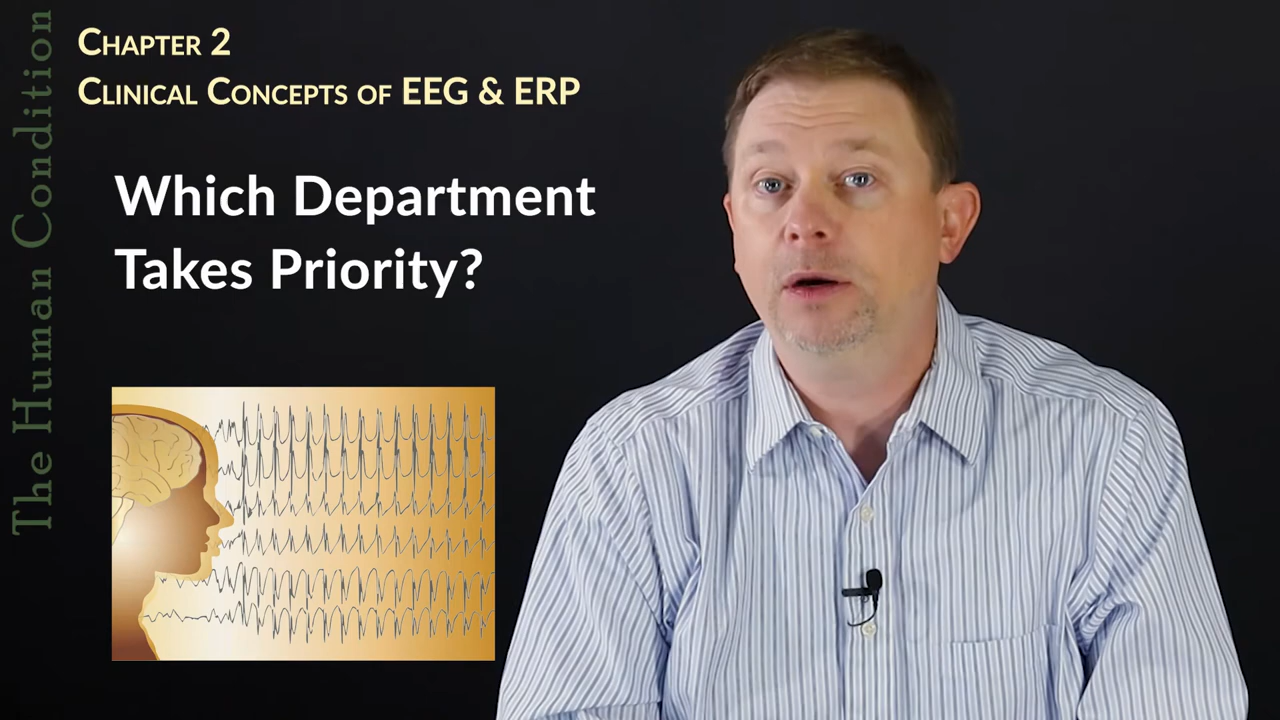 Chapter 2
Clinical Concepts of EEG & ERP
Which Department
Takes Priority?
The Human Condition